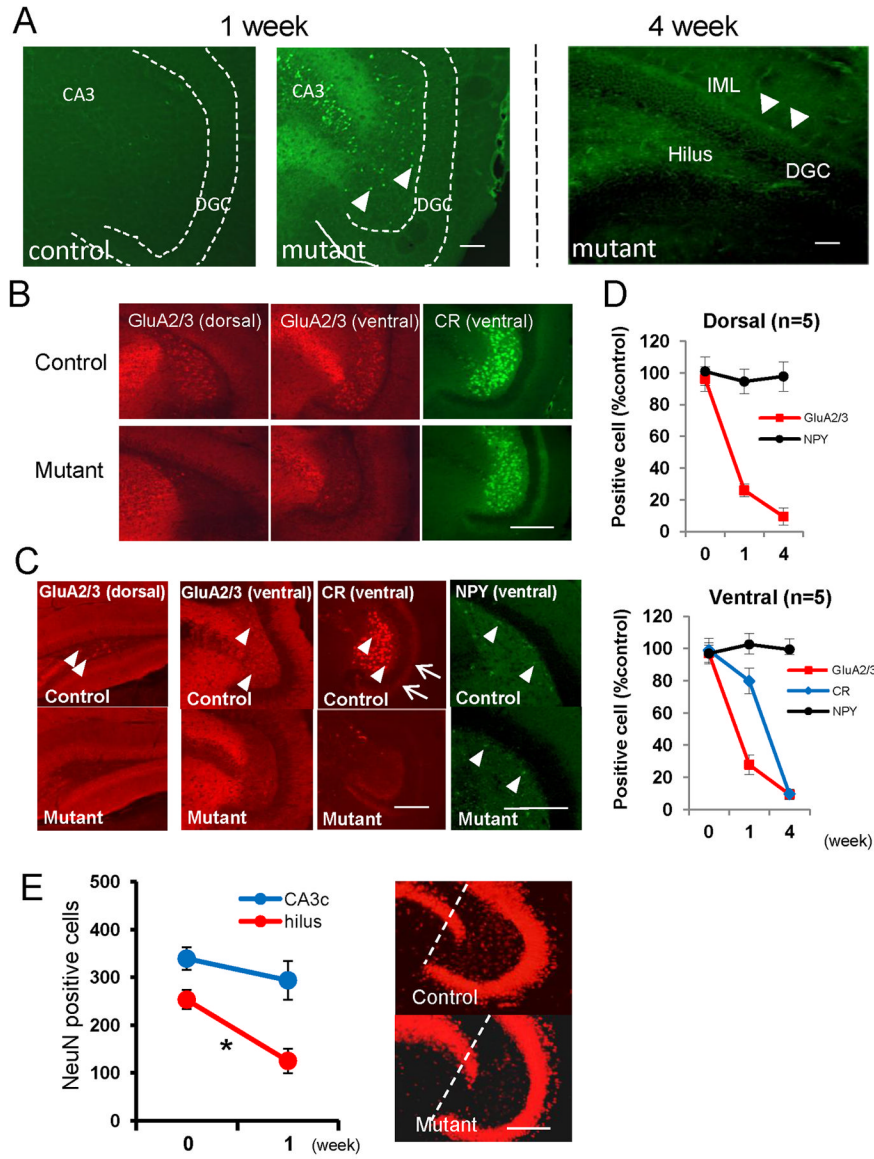 A
1 week
4 week
CA3
DGC
control
CA3
DGC
mutant
IML
Hilus
DGC
mutant
B
GluA2/3 (dorsal)
GluA2/3 (ventral)
CR (ventral)
Control
Mutant
C
GluA2/3 (dorsal)
GluA2/3 (ventral)
CR (ventral)
NPY (ventral)
Control
Control
Control
Control
Mutant
Mutant
Mutant
Mutant
D
Dorsal (n=5)
Positive cell (%control)
120
100
80
60
40
20
0
0 1 4
GluA2/3
NPY
Ventral (n=5)
Positive cell (%control)
120
100
80
60
40
20
0
0 1 4 (week)
GluA2/3
CR
NPY
E
NeuN positive cells
500
400
300
200
100
0
0 1 (week)
CA3c
hilus
*
Control
Mutant